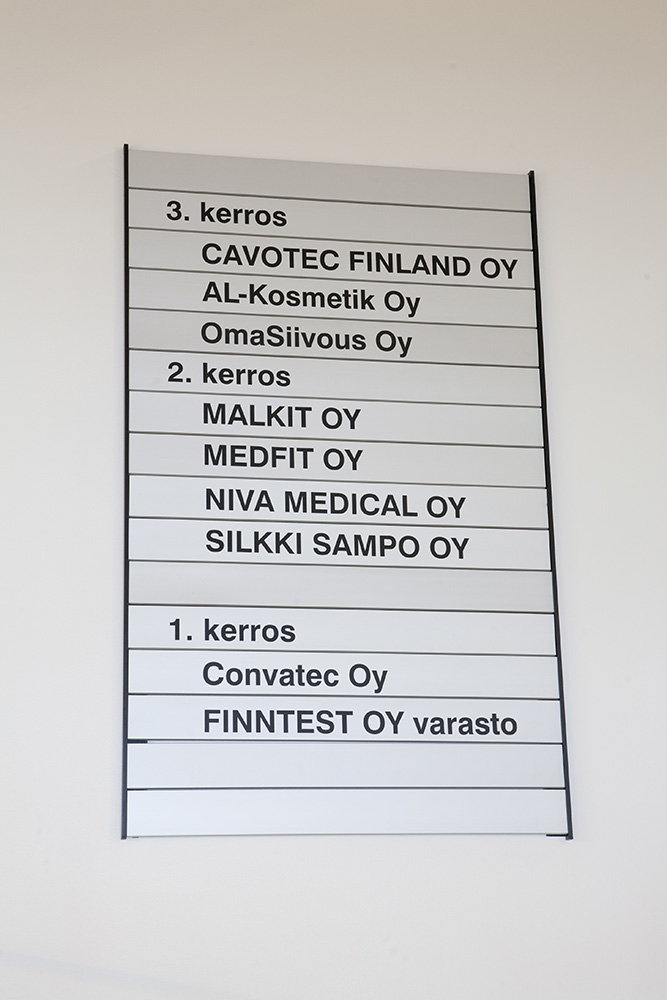 3. kerros
CAVOTEC FINLAND OY
AL-Kosmetik Oy
OmaSiivous Oy
2. kerros
MALKIT OY
MEDFIT OY
NIVA MEDICAL OY
SILKKI SAMPO OY
1. kerros
Convatec Oy
FINNTEST OY varasto